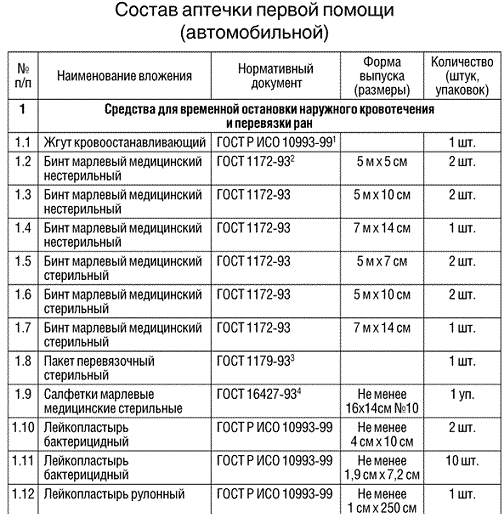 Состав аптечки первой помощи
(автомобильной)
№ п/п Наименование вложения Нормативный документ Форма выпуска (размеры) Количество (штук, упаковок)
1 Средства для временной остановки наружного кровотечения
и перевязки ран
1.1 Жгут кровоостанавливающий ГОСТ Р ИСО 10993-99¹ 1 шт.
1.2 Бинт марлевый медицинский ГОСТ 1172-93² 5 м х 5 см 2 шт.
нестерильный
1.3 Бинт марлевый медицинский ГОСТ 1172-93 5 м х 10 см 2 шт.
нестерильный
1.4 Бинт марлевый медицинский ГОСТ 1172-93 7 м х 14 см 1 шт.
нестерильный
1.5 Бинт марлевый медицинский ГОСТ 1172-93 5 м х 7 см 2 шт.
стерильный
1.6 Бинт марлевый медицинский ГОСТ 1172-93 5 м х 10 см 2 шт.
стерильный
1.7 Бинт марлевый медицинский ГОСТ 1172-93 7 м х 14 см 1 шт.
стерильный
1.8 Пакет перевязочный ГОСТ 1179-93³ 1 шт.
стерильный
1.9 Салфетки марлевые ГОСТ 16427-93⁴ Не менее 1 уп.
медицинские стерильные 16х14см №10
1.10 Лейкопластырь ГОСТ Р ИСО 10993-99 Не менее 2 шт.
бактерицидный 4 см х 10 см
1.11 Лейкопластырь ГОСТ Р ИСО 10993-99 Не менее 10 шт.
бактерицидный 1,9 см х 7,2 см
1.12 Лейкопластырь рулонный ГОСТ Р ИСО 10993-99 Не менее 1 шт.
1 см х 250 см